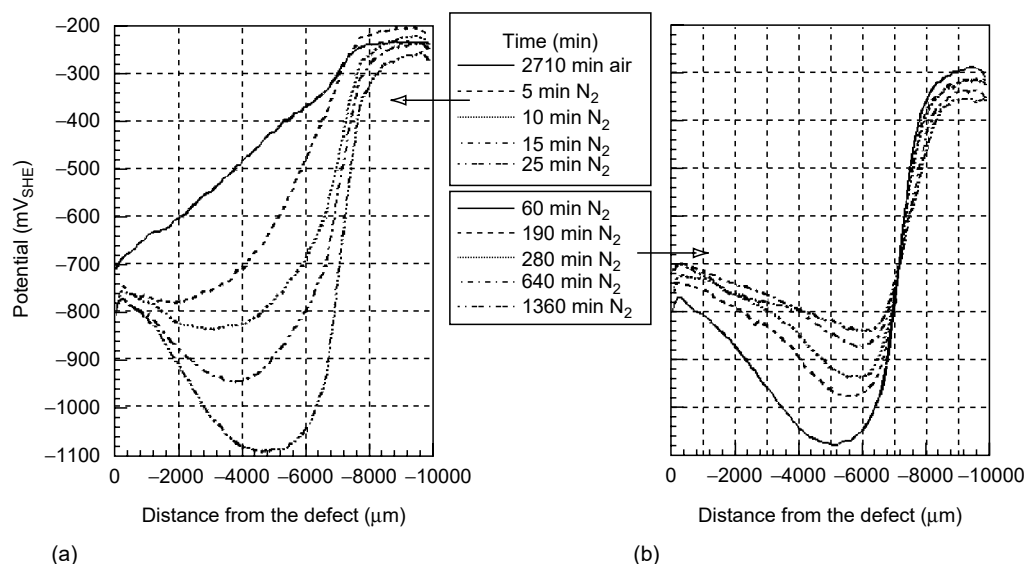 −200
−300
−400
−500
−600
−700
−800
−900
−1000
−1100
Potential (mV_SHE)
0 −2000 −4000 −6000 −8000 −10000
Distance from the defect (μm)
(a)
Time (min)
2710 min air
5 min N₂
10 min N₂
15 min N₂
25 min N₂
60 min N₂
190 min N₂
280 min N₂
640 min N₂
1360 min N₂
0 −2000 −4000 −6000 −8000 −10000
Distance from the defect (μm)
(b)